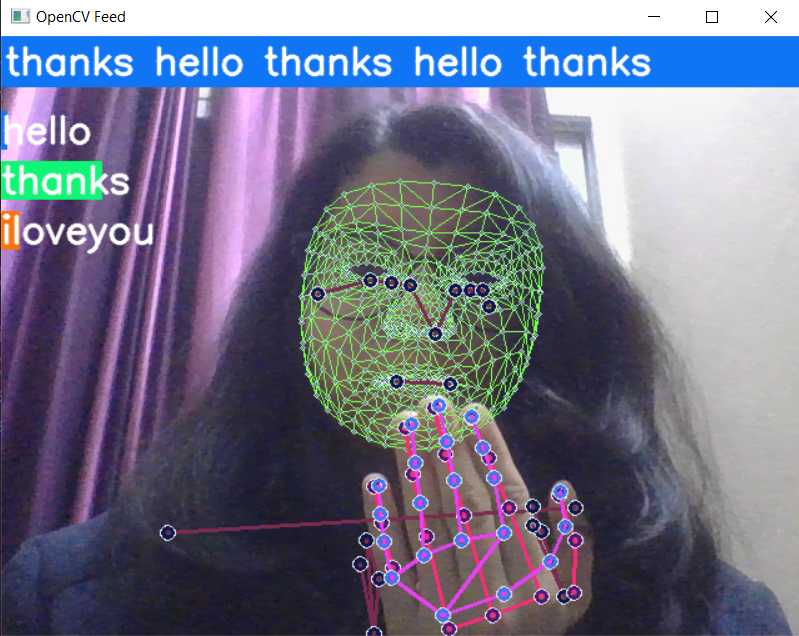 OpenCV Feed
thanks hello thanks hello thanks
hello
thanks
iloveyou